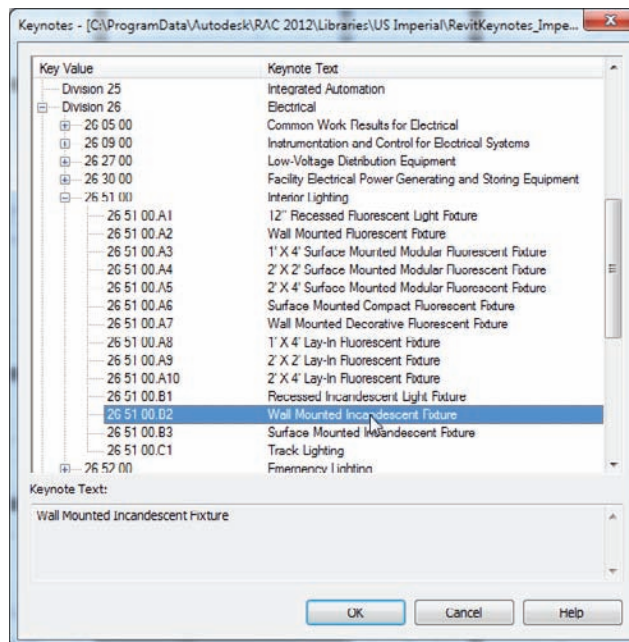 Keynotes - [C:\ProgramData\Autodesk\RAC 2012\Libraries\US Imperial\RevitKeynotes_Impe...
Key Value Keynote Text
Division 25 Integrated Automation
Division 26 Electrical
26 05 00 Common Work Results for Electrical
26 09 00 Instrumentation and Control for Electrical Systems
26 27 00 Low-Voltage Distribution Equipment
26 30 00 Facility Electrical Power Generating and Storing Equipment
26 51 00 Interior Lighting
26 51 00.A1 12" Recessed Fluorescent Light Fixture
26 51 00.A2 Wall Mounted Fluorescent Fixture
26 51 00.A3 1' X 4' Surface Mounted Modular Fluorescent Fixture
26 51 00.A4 2' X 2' Surface Mounted Modular Fluorescent Fixture
26 51 00.A5 2' X 4' Surface Mounted Modular Fluorescent Fixture
26 51 00.A6 Surface Mounted Compact Fluorescent Fixture
26 51 00.A7 Wall Mounted Decorative Fluorescent Fixture
26 51 00.A8 1' X 4' Lay-In Fluorescent Fixture
26 51 00.A9 2' X 2' Lay-In Fluorescent Fixture
26 51 00.A10 2' X 4' Lay-In Fluorescent Fixture
26 51 00.B1 Recessed Incandescent Light Fixture
26 51 00.B2 Wall Mounted Incandescent Fixture
26 51 00.B3 Surface Mounted Incandescent Fixture
26 51 00.C1 Track Lighting
26 52 00 Emergency Lighting
Keynote Text:
Wall Mounted Incandescent Fixture
OK Cancel Help